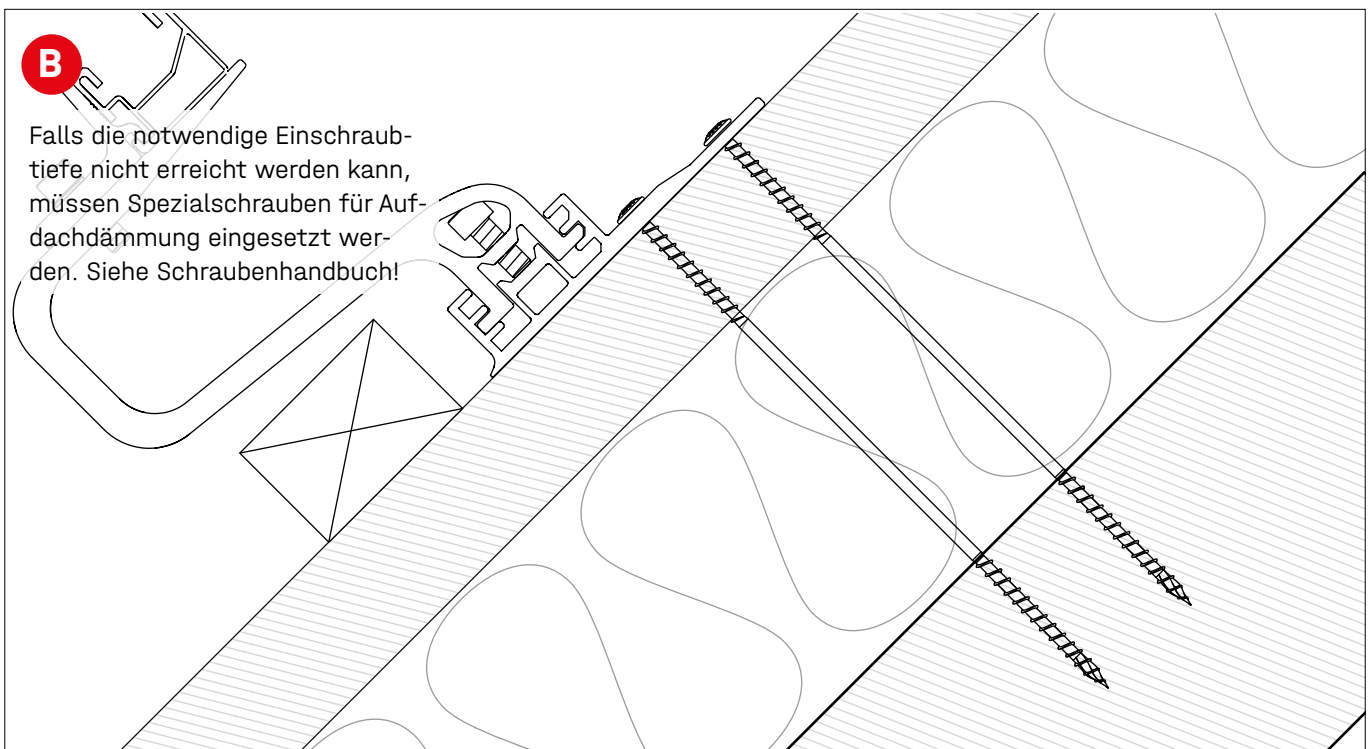 B
Falls die notwendige Einschraub-
tiefe nicht erreicht werden kann,
müssen Spezialschrauben für Auf-
dachdämmung eingesetzt wer-
den. Siehe Schraubenhandbuch!